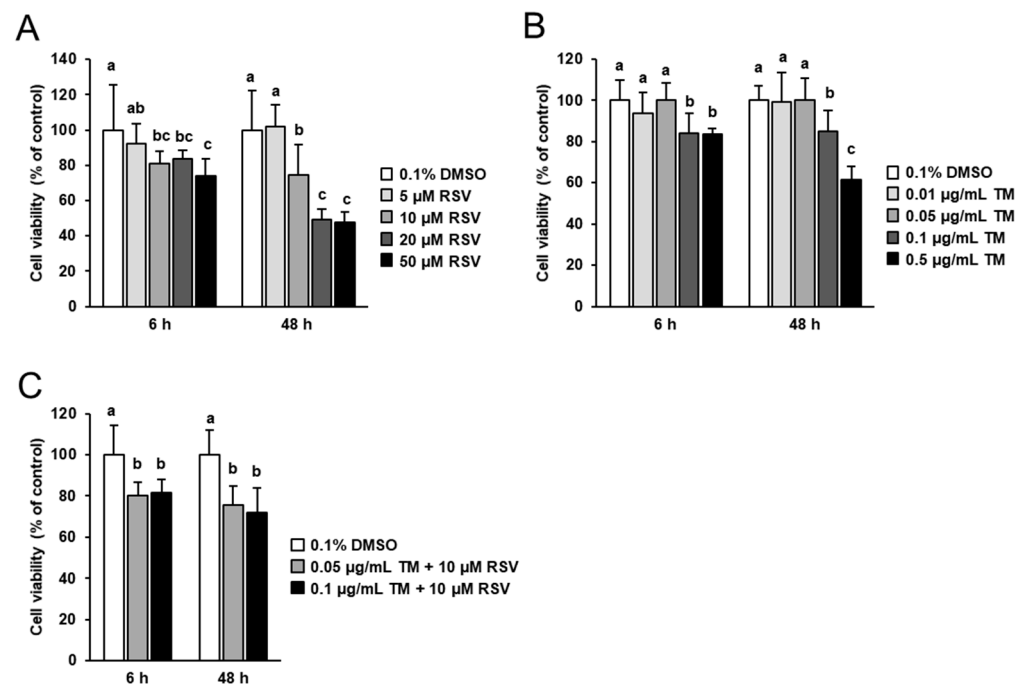 A
Cell viability (% of control)
140
120
100
80
60
40
20
0
a
ab
bc
bc
c
a
a
b
c
c
6 h
48 h
0.1% DMSO
5 µM RSV
10 µM RSV
20 µM RSV
50 µM RSV
B
Cell viability (% of control)
120
100
80
60
40
20
0
a
a
a
b
b
a
a
a
b
c
6 h
48 h
0.1% DMSO
0.01 µg/mL TM
0.05 µg/mL TM
0.1 µg/mL TM
0.5 µg/mL TM
C
Cell viability (% of control)
120
100
80
60
40
20
0
a
b
b
a
b
b
6 h
48 h
0.1% DMSO
0.05 µg/mL TM + 10 µM RSV
0.1 µg/mL TM + 10 µM RSV